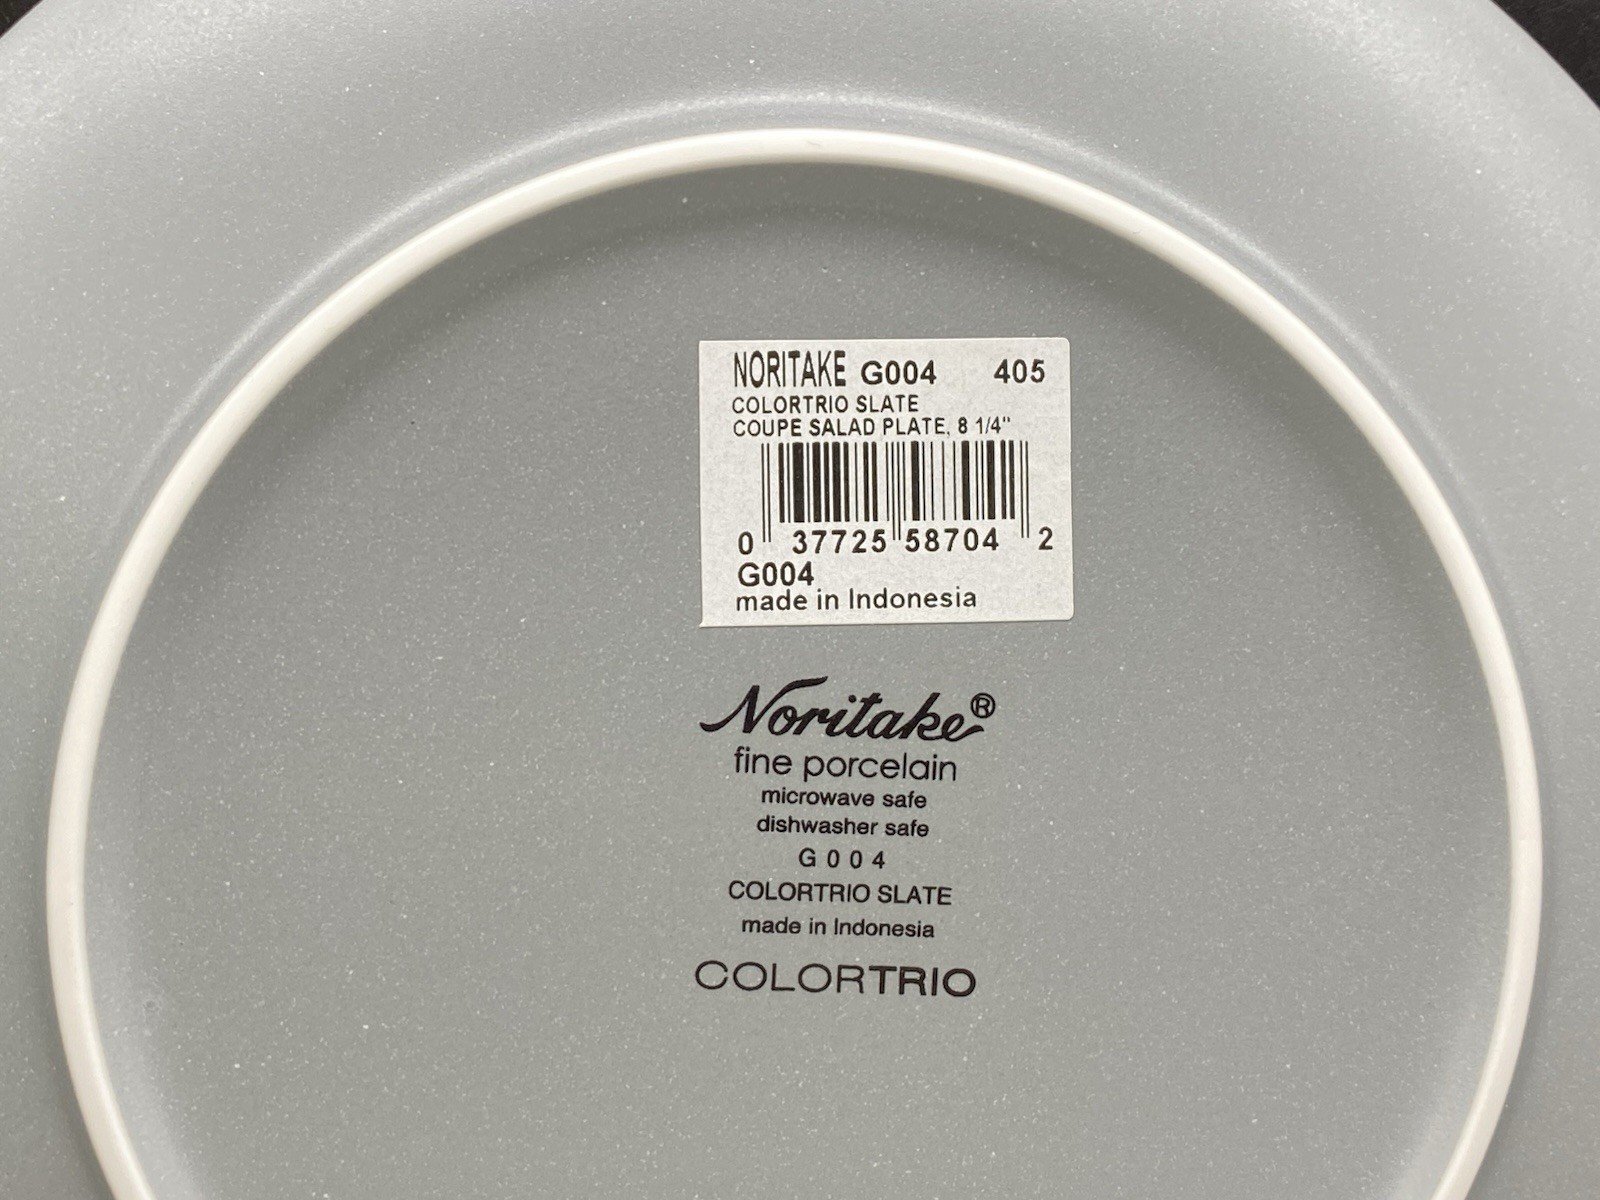 NORITAKE G004 405
COLORTRIO SLATE
COUPE SALAD PLATE, 8 1/4"
0 37725 58704 2
G004
made in Indonesia
Noritake®
fine porcelain
microwave safe
dishwasher safe
G004
COLORTRIO SLATE
made in Indonesia
COLORTRIO